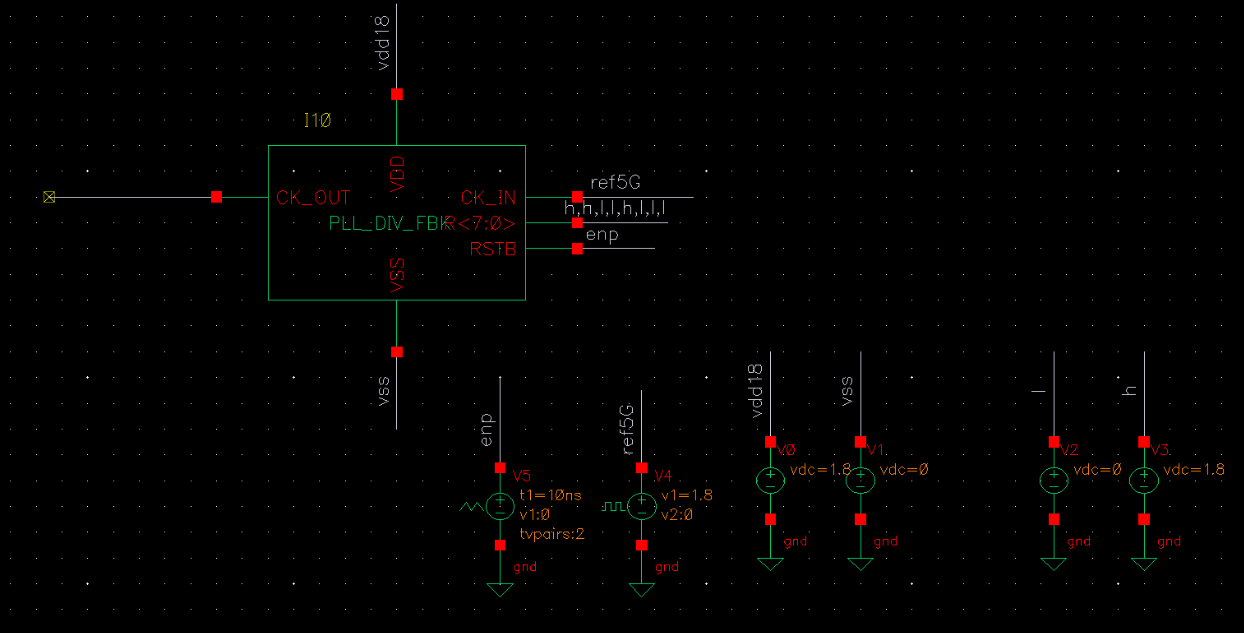 vdd18
I10
VDD
CK_OUT
CK_IN
ref5G
h,h,l,l,h,l,l,l
PLL_DIV_FBK
R<7:0>
enp
RSTB
VSS
vss
enp
V5
t1=10ns
v1:0
tvpairs:2
gnd
ref5G
V4
v1=1.8
v2:0
gnd
vdd18
V0
vdc=1.8
gnd
vss
V1
vdc=0
gnd
l
V2
vdc=0
gnd
h
V3
vdc=1.8
gnd